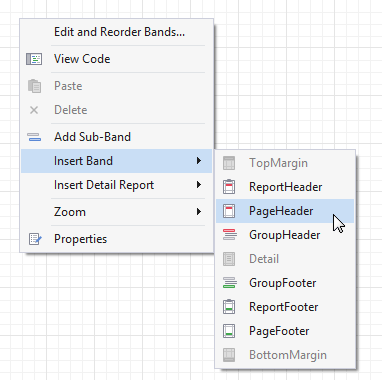 Edit and Reorder Bands...
View Code
Paste
Delete
Add Sub-Band
Insert Band
Insert Detail Report
Zoom
Properties
TopMargin
ReportHeader
PageHeader
GroupHeader
Detail
GroupFooter
ReportFooter
PageFooter
BottomMargin